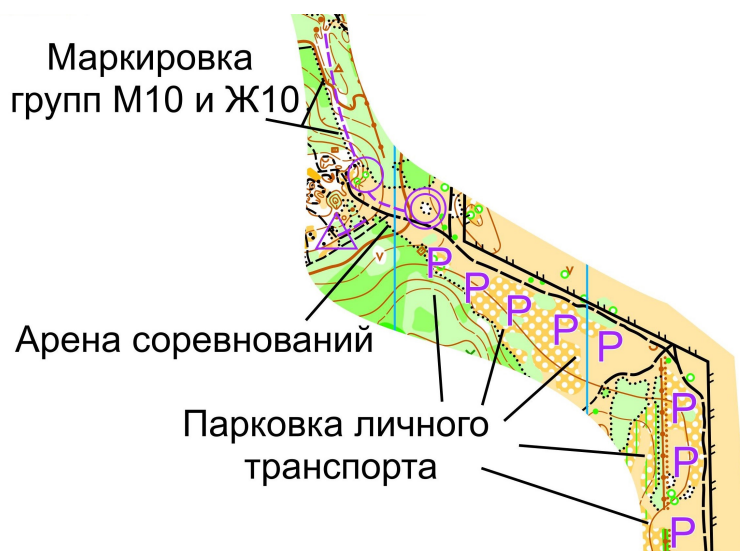 Маркировка
групп М10 и Ж10
P
P
P
P
P
Арена соревнований
Парковка личного
транспорта
P
P
P